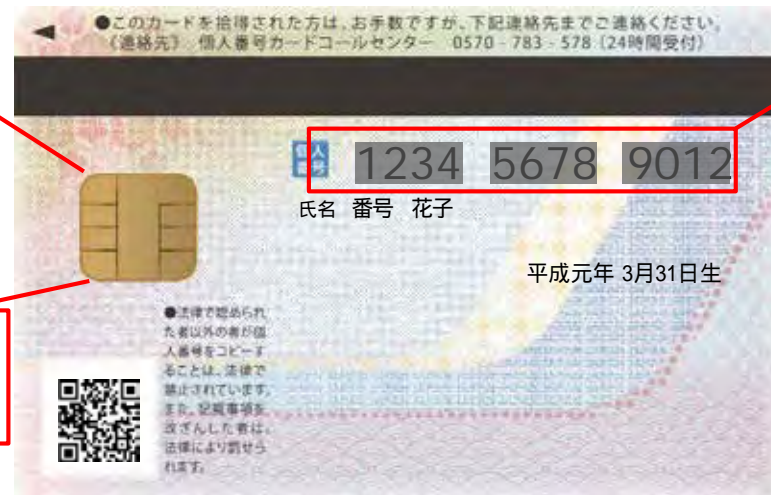 ●このカードを拾得された方は、お手数ですが、下記連絡先までご連絡ください。
《連絡先》 個人番号カードコールセンター 0570-783-578(24時間受付)
個人番号 1234 5678 9012
氏名 番号 花子
平成元年 3月31日生
●法律で認められ
た者以外の者が個
人番号をコピーす
ることは、法律で
禁止されています。
また、記載事項を
改ざんした者は、
法律により罰せら
れます。